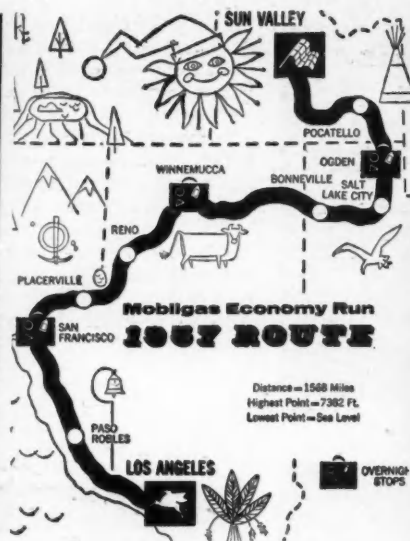 SUN VALLEY
POCATELLO
OGDEN
WINNEMUCCA
BONNEVILLE
SALT
LAKE CITY
RENO
PLACERVILLE
Mobilgas Economy Run
1957 ROUTE
SAN
FRANCISCO
Distance = 1568 Miles
Highest Point = 7382 Ft.
Lowest Point = Sea Level
PASO
ROBLES
LOS ANGELES
OVERNIGH
STOPS